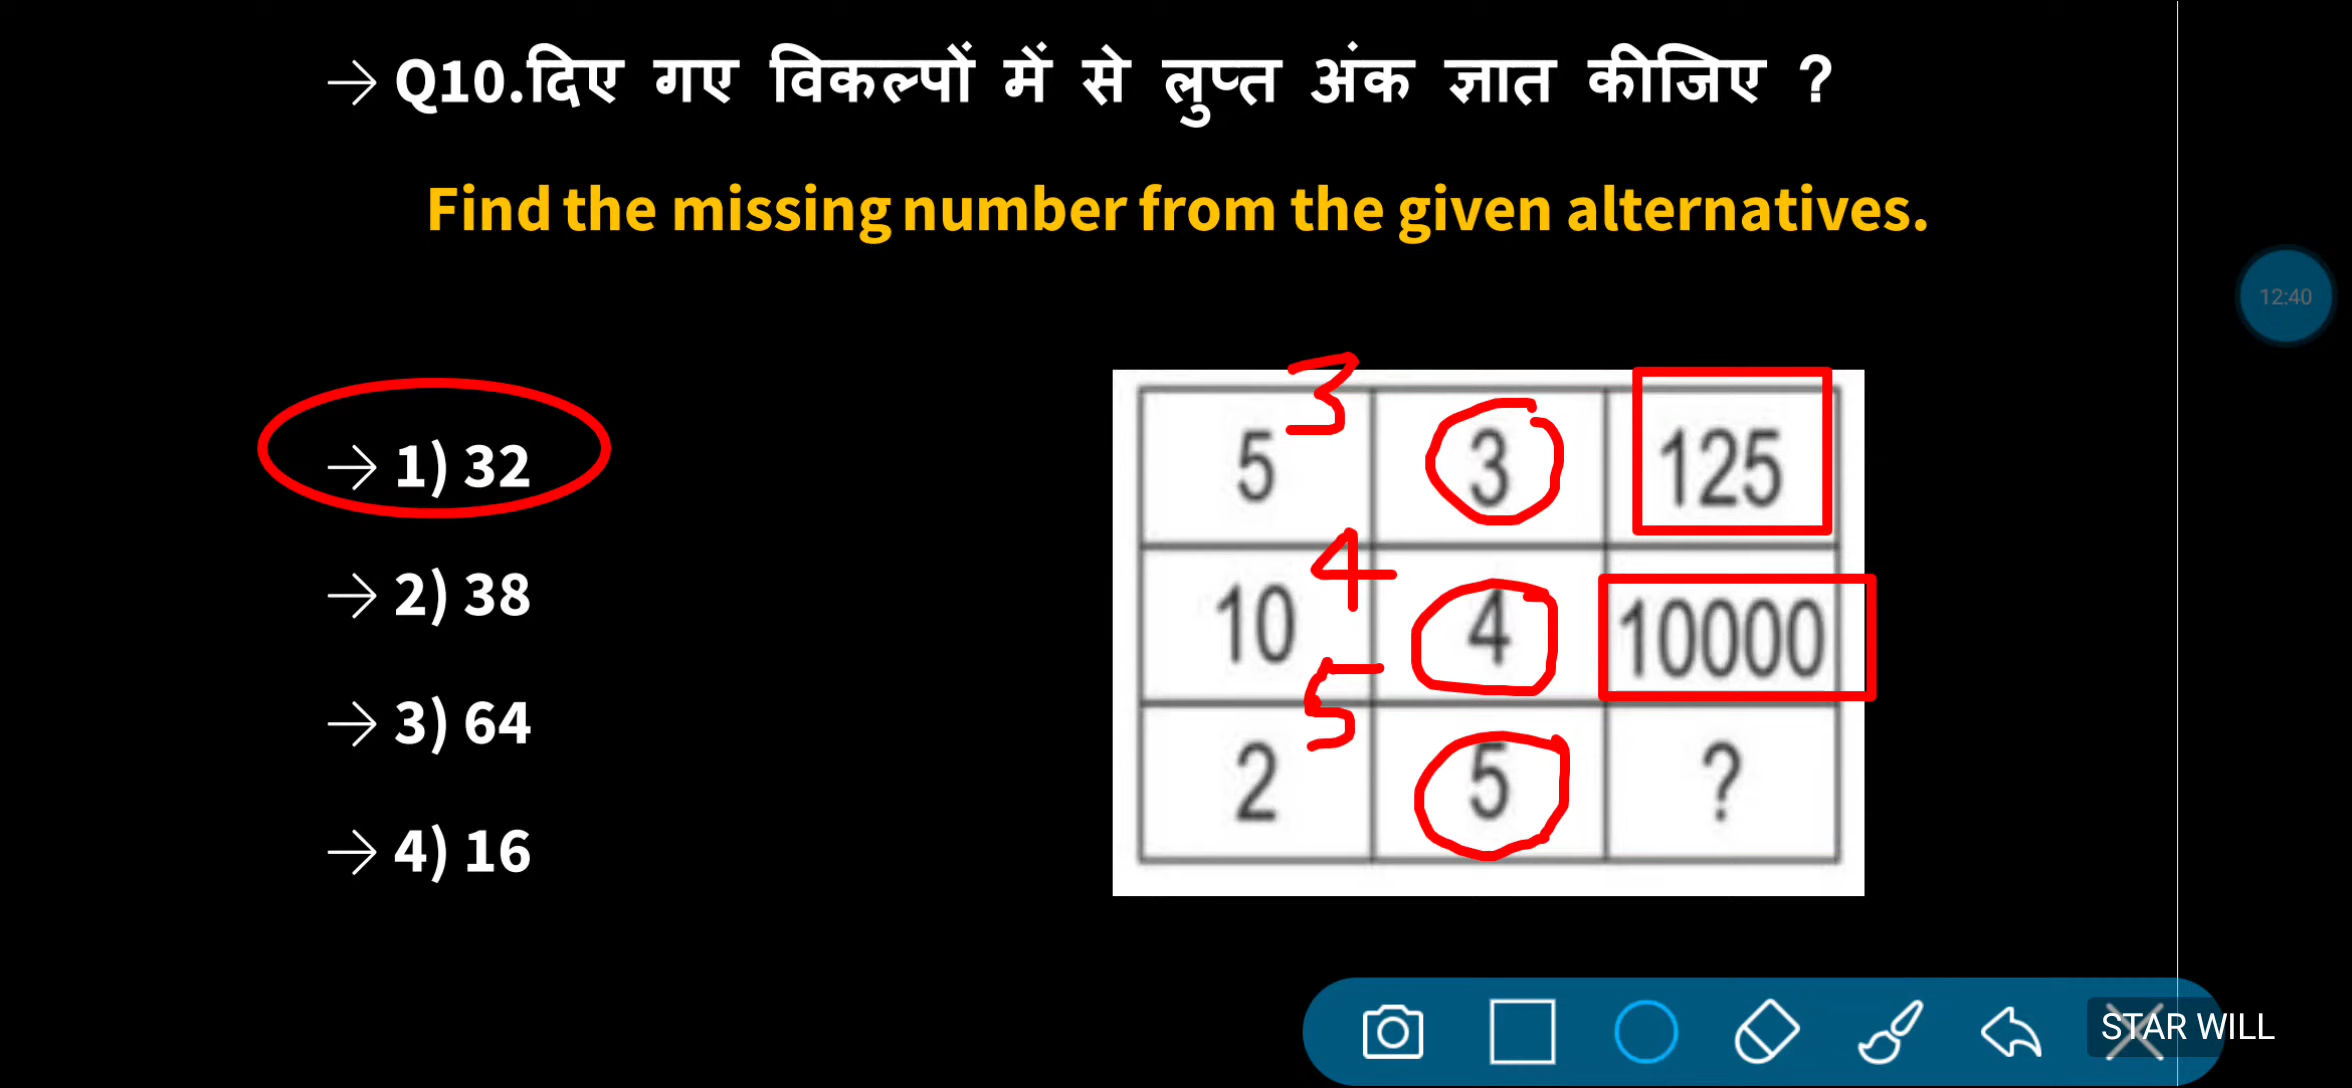 → Q10.दिए गए विकल्पों में से लुप्त अंक ज्ञात कीजिए ?
Find the missing number from the given alternatives.
12:40
→ 1) 32
→ 2) 38
→ 3) 64
→ 4) 16
5 3 3 125
10 4 4 10000
2 5 5 ?
STAR WILL